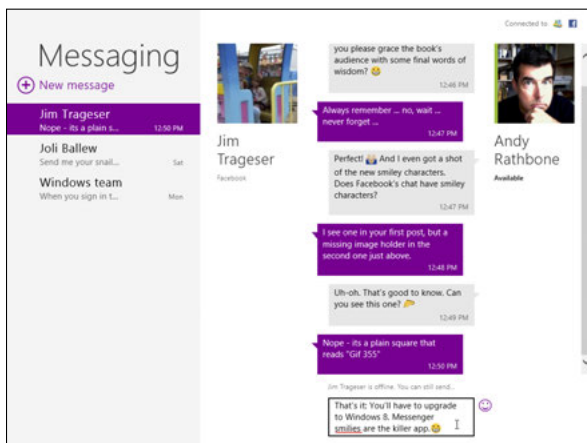 Connected to
Messaging
New message
Jim Trageser
Nope - its a plain s...
12:50 PM
Joli Ballew
Send me your snail...
Sat
Windows team
When you sign in t...
Mon
Jim
Trageser
Facebook
you please grace the book's
audience with some final words of
wisdom? 😀
12:46 PM
Always remember ... no, wait ...
never forget ...
12:47 PM
Perfect! And I even got a shot
of the new smiley characters.
Does Facebook's chat have smiley
characters?
12:47 PM
I see one in your first post, but a
missing image holder in the
second one just above.
12:48 PM
Uh-oh. That's good to know. Can
you see this one?
12:49 PM
Nope - its a plain square that
reads "Gif 355"
12:50 PM
Jim Trageser is offline. You can still send...
That's it: You'll have to upgrade
to Windows 8. Messenger
smilies are the killer app. 😀
Andy
Rathbone
Available